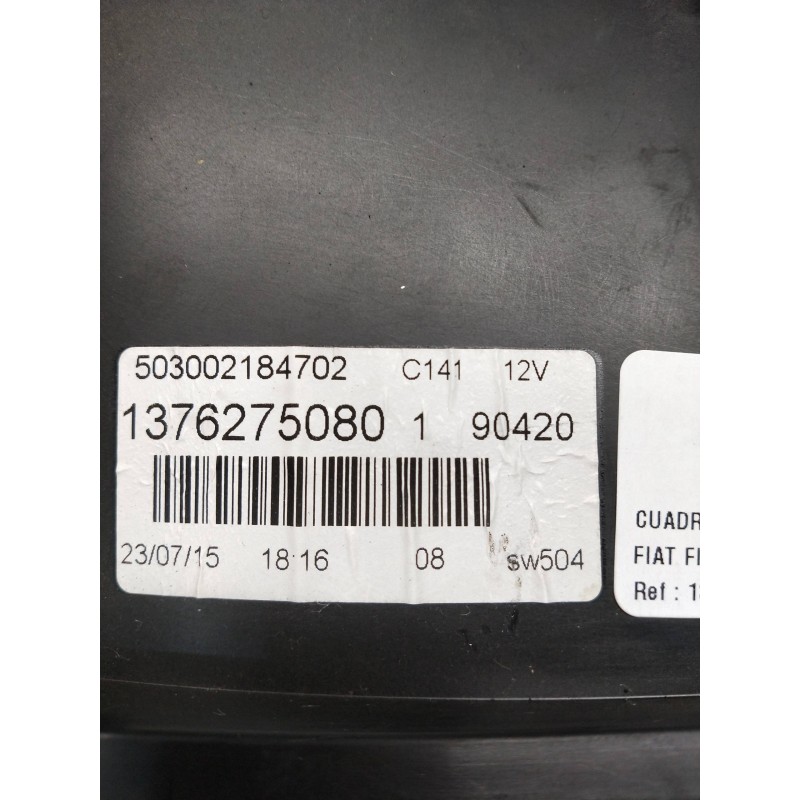 503002184702 C141 12V
1376275080 1 90420
23/07/15 18:16 08 sw504
CUADR
FIAT FI
Ref : 1